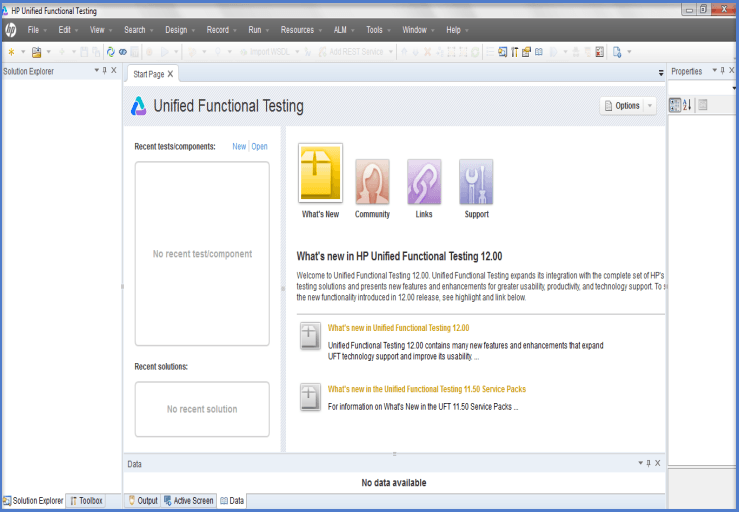 HP Unified Functional Testing
hp File Edit View Search Design Record Run Resources ALM Tools Window Help
Import WSDL... Add REST Service
Solution Explorer
Start Page X
Properties
Unified Functional Testing
Options
Recent tests/components: New Open
No recent test/component
Recent solutions:
No recent solution
What's New Community Links Support
What's new in HP Unified Functional Testing 12.00
Welcome to Unified Functional Testing 12.00. Unified Functional Testing expands its integration with the complete set of HP's
testing solutions and presents new features and enhancements for greater usability, productivity, and technology support. To s
the new functionality introduced in 12.00 release, see highlight and link below.
What's new in Unified Functional Testing 12.00
Unified Functional Testing 12.00 contains many new features and enhancements that expand
UFT technology support and improve its usability. ...
What's new in the Unified Functional Testing 11.50 Service Packs
For information on What's New in the UFT 11.50 Service Packs ...
Data
No data available
Solution Explorer Toolbox
Output Active Screen Data